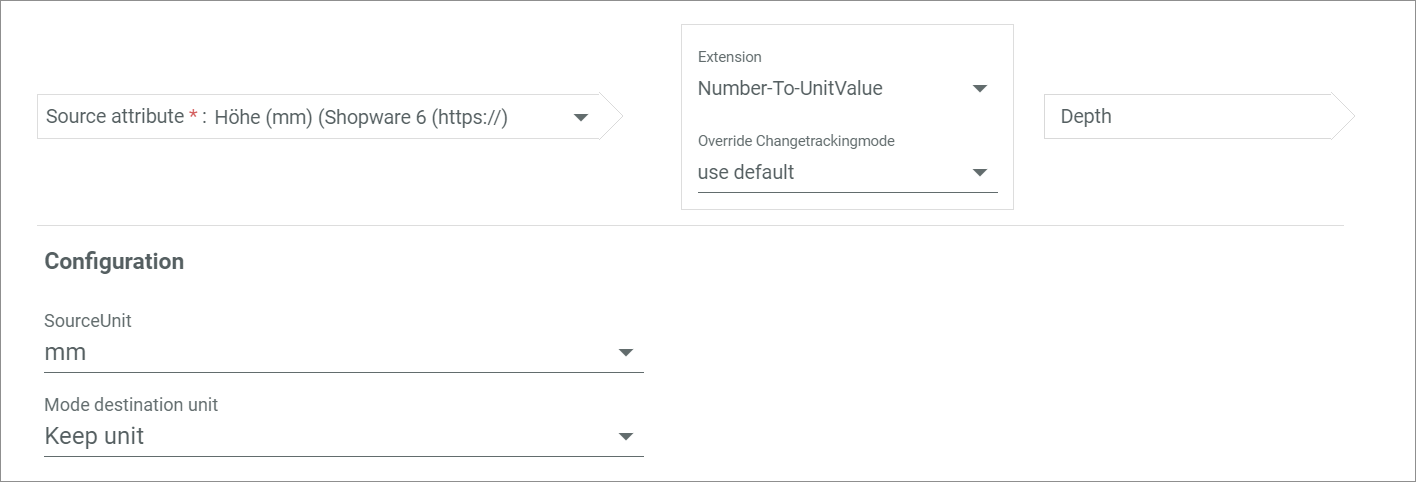 Source attribute * : Höhe (mm) (Shopware 6 (https://)
Extension
Number-To-UnitValue
Override Changetrackingmode
use default
Depth
Configuration
SourceUnit
mm
Mode destination unit
Keep unit